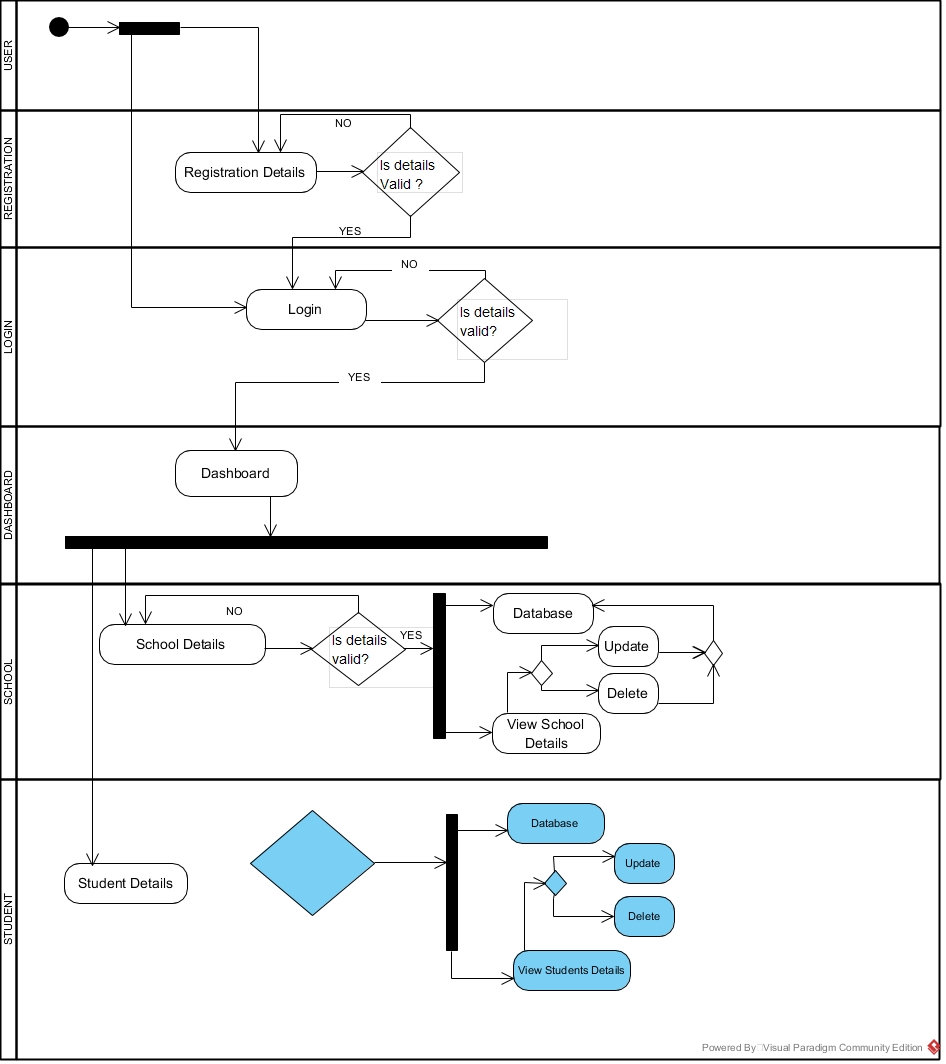 USER
REGISTRATION
NO
Registration Details
Is details
Valid ?
YES
LOGIN
NO
Login
Is details
valid?
YES
DASHBOARD
Dashboard
SCHOOL
NO
School Details
Is details
valid?
YES
Database
Update
Delete
View School
Details
STUDENT
Student Details
Database
Update
Delete
View Students Details
Powered By Visual Paradigm Community Edition